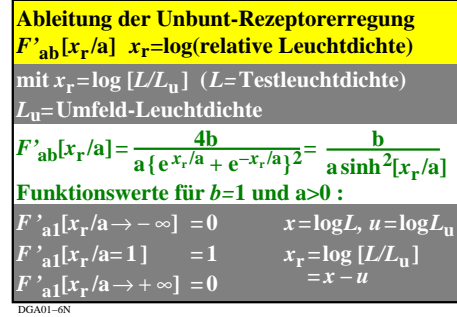 Ableitung der Unbunt-Rezeptorerregung
F’ab[xr/a] xr=log(relative Leuchtdichte)
mit xr=log [L/Lu] (L=Testleuchtdichte)
Lu=Umfeld-Leuchtdichte
F’ab[xr/a]= 4b / a{e^xr/a + e^−xr/a}^2 = b / a sinh^2[xr/a]
Funktionswerte für b=1 und a>0 :
F’a1[xr/a→ − ∞] =0 x=logL, u=logLu
F’a1[xr/a=1] =1 xr=log [L/Lu]
F’a1[xr/a→ + ∞] =0 =x−u
DGA01−6N